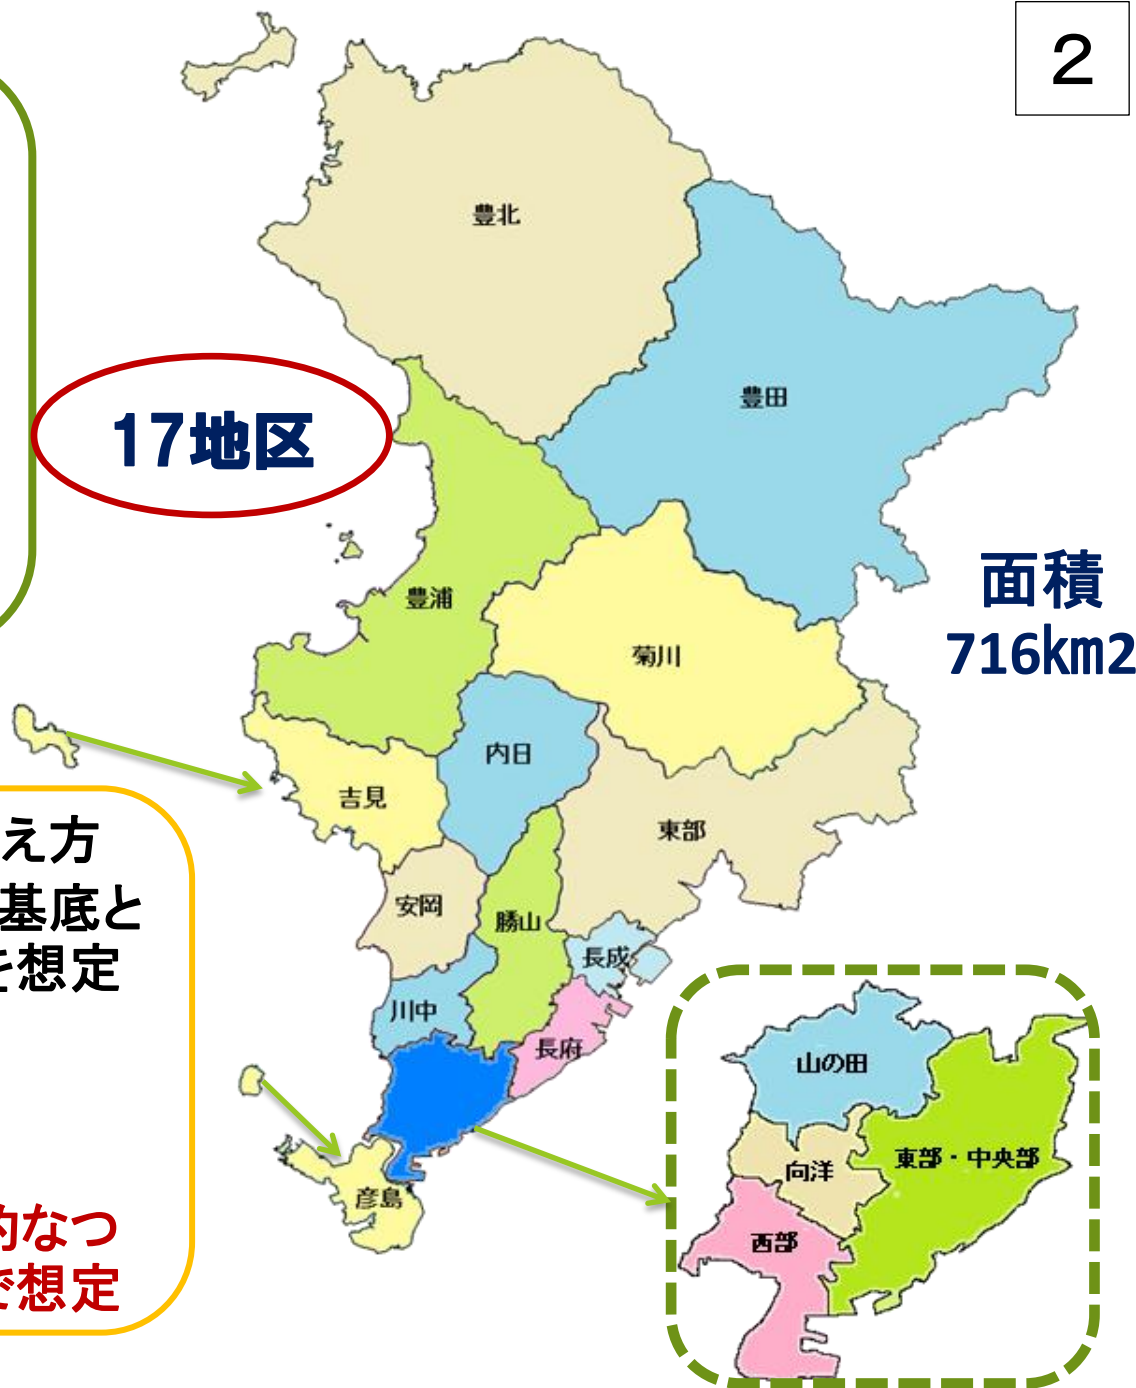 2
豊北
豊田
17地区
面積
716km2
豊浦
菊川
内日
吉見
東部
え方
基底と
を想定
安岡
勝山
長成
川中
長府
山の田
東部・中央部
向洋
西部
彦島
的なつ
で想定